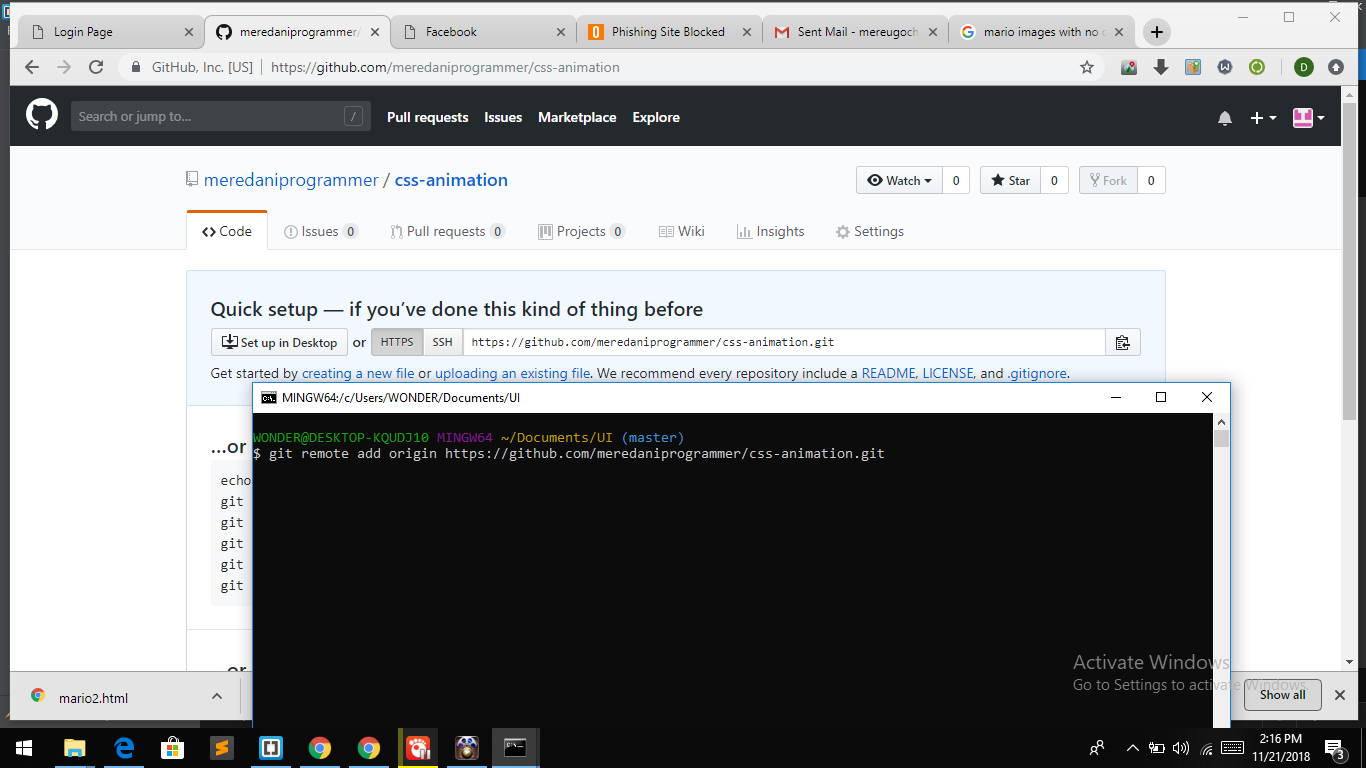 Login Page
meredaniprogrammer/
Facebook
Phishing Site Blocked
Sent Mail - mereugoch
mario images with no
GitHub, Inc. [US] | https://github.com/meredaniprogrammer/css-animation
D
Search or jump to... /
Pull requests Issues Marketplace Explore
meredaniprogrammer / css-animation
Watch 0 Star 0 Fork 0
Code Issues 0 Pull requests 0 Projects 0 Wiki Insights Settings
Quick setup — if you've done this kind of thing before
Set up in Desktop or HTTPS SSH https://github.com/meredaniprogrammer/css-animation.git
Get started by creating a new file or uploading an existing file. We recommend every repository include a README, LICENSE, and .gitignore.
MINGW64:/c/Users/WONDER/Documents/UI
WONDER@DESKTOP-KQUDJ10 MINGW64 ~/Documents/UI (master)
$ git remote add origin https://github.com/meredaniprogrammer/css-animation.git
...or
echo
git
git
git
git
git
...or
Activate Windows
Go to Settings to activate Windows.
mario2.html
Show all
2:16 PM
11/21/2018
3